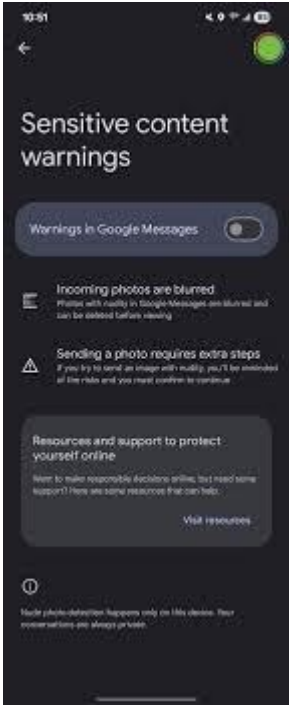 10:51
Sensitive content
warnings
Warnings in Google Messages
Incoming photos are blurred
Photos with nudity in Google Messages are blurred and
can be deleted before viewing
Sending a photo requires extra steps
If you try to send an image with nudity, you'll be reminded
of the risks and you must confirm to continue
Resources and support to protect
yourself online
Want to make responsible decisions online, but need some
support? Here are some resources that can help.
Visit resources
Nude photo detection happens only on this device. Your
conversations are always private.